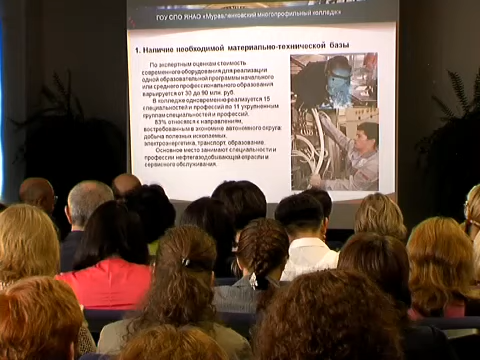 ГОУ СПО ЯНАО «Муравленковский многопрофильный колледж»
1. Наличие необходимой материально-технической базы
По экспертным оценкам стоимость
современного оборудования для реализации
одной образовательной программы начального
или среднего профессионального образования
варьируется от 30 до 90 млн. руб.
В колледже одновременно реализуется 15
специальностей и профессий по 11 укрупненным
группам специальностей и профессий.
83% относятся к направлениям,
востребованным в экономике автономного округа:
добыча полезных ископаемых,
электроэнергетика, транспорт, образование.
Основное место занимают специальности и
профессии нефтегазодобывающей отрасли и
сервисного обслуживания.